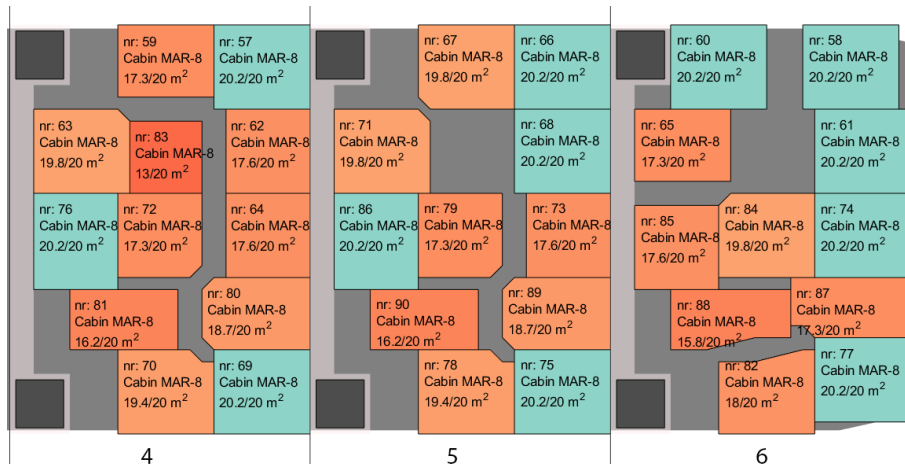 nr: 59
Cabin MAR-8
17.3/20 m²
nr: 57
Cabin MAR-8
20.2/20 m²
nr: 63
Cabin MAR-8
19.8/20 m²
nr: 83
Cabin MAR-8
13/20 m²
nr: 62
Cabin MAR-8
17.6/20 m²
nr: 76
Cabin MAR-8
20.2/20 m²
nr: 72
Cabin MAR-8
17.3/20 m²
nr: 64
Cabin MAR-8
17.6/20 m²
nr: 81
Cabin MAR-8
16.2/20 m²
nr: 80
Cabin MAR-8
18.7/20 m²
nr: 70
Cabin MAR-8
19.4/20 m²
nr: 69
Cabin MAR-8
20.2/20 m²
4
nr: 67
Cabin MAR-8
19.8/20 m²
nr: 66
Cabin MAR-8
20.2/20 m²
nr: 71
Cabin MAR-8
19.8/20 m²
nr: 68
Cabin MAR-8
20.2/20 m²
nr: 86
Cabin MAR-8
20.2/20 m²
nr: 79
Cabin MAR-8
17.3/20 m²
nr: 73
Cabin MAR-8
17.6/20 m²
nr: 90
Cabin MAR-8
16.2/20 m²
nr: 89
Cabin MAR-8
18.7/20 m²
nr: 78
Cabin MAR-8
19.4/20 m²
nr: 75
Cabin MAR-8
20.2/20 m²
5
nr: 60
Cabin MAR-8
20.2/20 m²
nr: 58
Cabin MAR-8
20.2/20 m²
nr: 65
Cabin MAR-8
17.3/20 m²
nr: 61
Cabin MAR-8
20.2/20 m²
nr: 85
Cabin MAR-8
17.6/20 m²
nr: 84
Cabin MAR-8
19.8/20 m²
nr: 74
Cabin MAR-8
20.2/20 m²
nr: 88
Cabin MAR-8
15.8/20 m²
nr: 87
Cabin MAR-8
17.3/20 m²
nr: 82
Cabin MAR-8
18/20 m²
nr: 77
Cabin MAR-8
20.2/20 m²
6